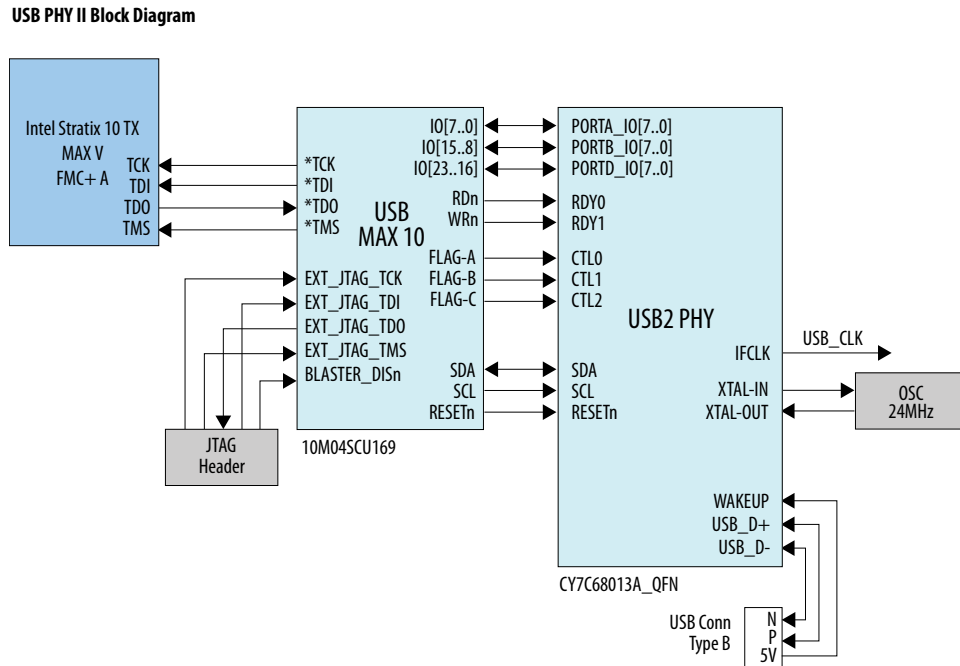 USB PHY II Block Diagram
Intel Stratix 10 TX
MAX V
FMC+ A
TCK
TDI
TDO
TMS
*TCK
*TDI
*TDO
*TMS
EXT_JTAG_TCK
EXT_JTAG_TDI
EXT_JTAG_TDO
EXT_JTAG_TMS
BLASTER_DISn
USB
MAX 10
IO[7..0]
IO[15..8]
IO[23..16]
RDn
WRn
FLAG-A
FLAG-B
FLAG-C
SDA
SCL
RESETn
10M04SCU169
JTAG
Header
PORTA_IO[7..0]
PORTB_IO[7..0]
PORTD_IO[7..0]
RDY0
RDY1
CTL0
CTL1
CTL2
USB2 PHY
SDA
SCL
RESETn
IFCLK
XTAL-IN
XTAL-OUT
WAKEUP
USB_D+
USB_D-
USB_CLK
OSC
24MHz
CY7C68013A_QFN
USB Conn
Type B
N
P
5V